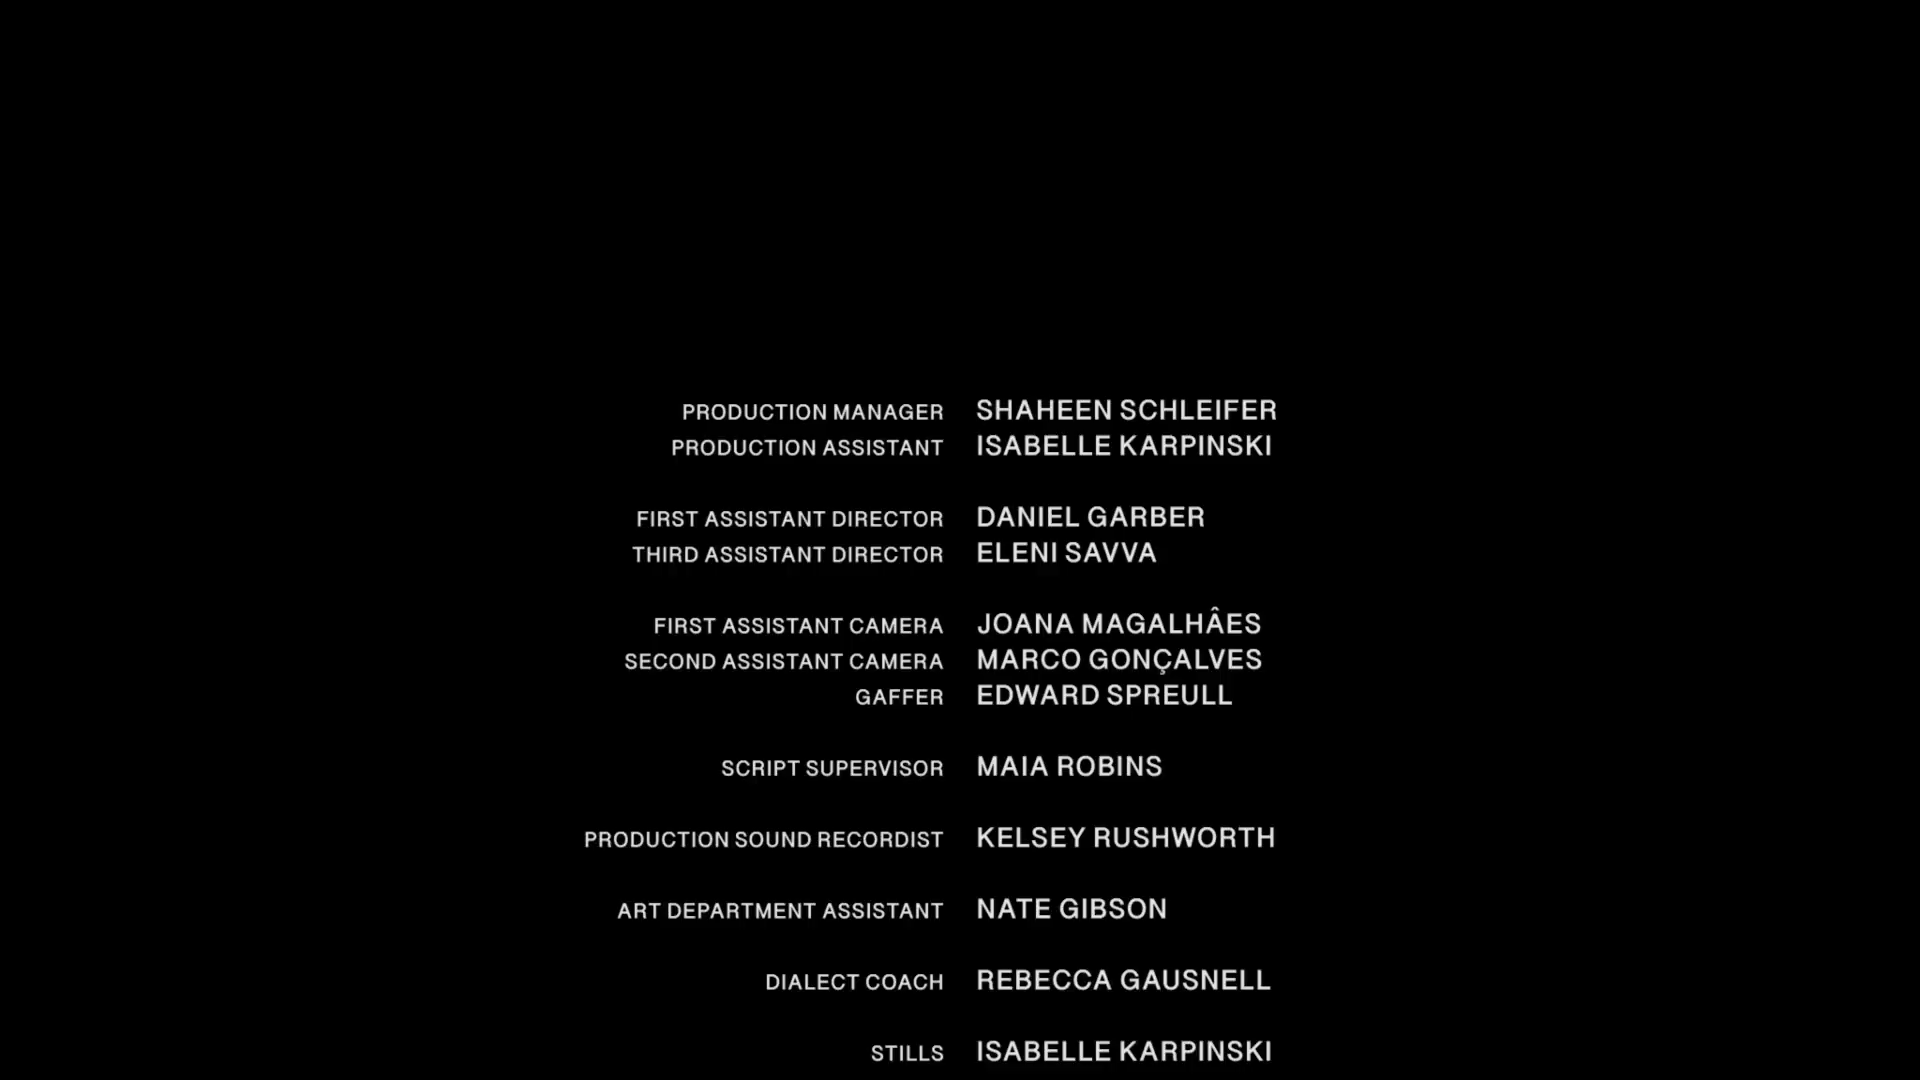 PRODUCTION MANAGER SHAHEEN SCHLEIFER
PRODUCTION ASSISTANT ISABELLE KARPINSKI
FIRST ASSISTANT DIRECTOR DANIEL GARBER
THIRD ASSISTANT DIRECTOR ELENI SAVVA
FIRST ASSISTANT CAMERA JOANA MAGALHÂES
SECOND ASSISTANT CAMERA MARCO GONÇALVES
GAFFER EDWARD SPREULL
SCRIPT SUPERVISOR MAIA ROBINS
PRODUCTION SOUND RECORDIST KELSEY RUSHWORTH
ART DEPARTMENT ASSISTANT NATE GIBSON
DIALECT COACH REBECCA GAUSNELL
STILLS ISABELLE KARPINSKI